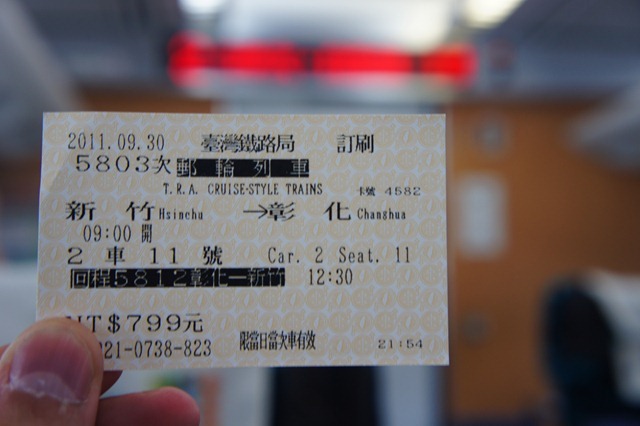 2011.09.30 臺灣鐵路局 訂刷
5803次 郵輪列車
T.R.A. CRUISE-STYLE TRAINS 卡號 4582
新竹 Hsinchu →彰化 Changhua
09:00 開
2 車 11 號 Car. 2 Seat. 11
回程5812彰化—新竹 12:30
NT$799元
021-0738-823 限當日當次車有效 21:54